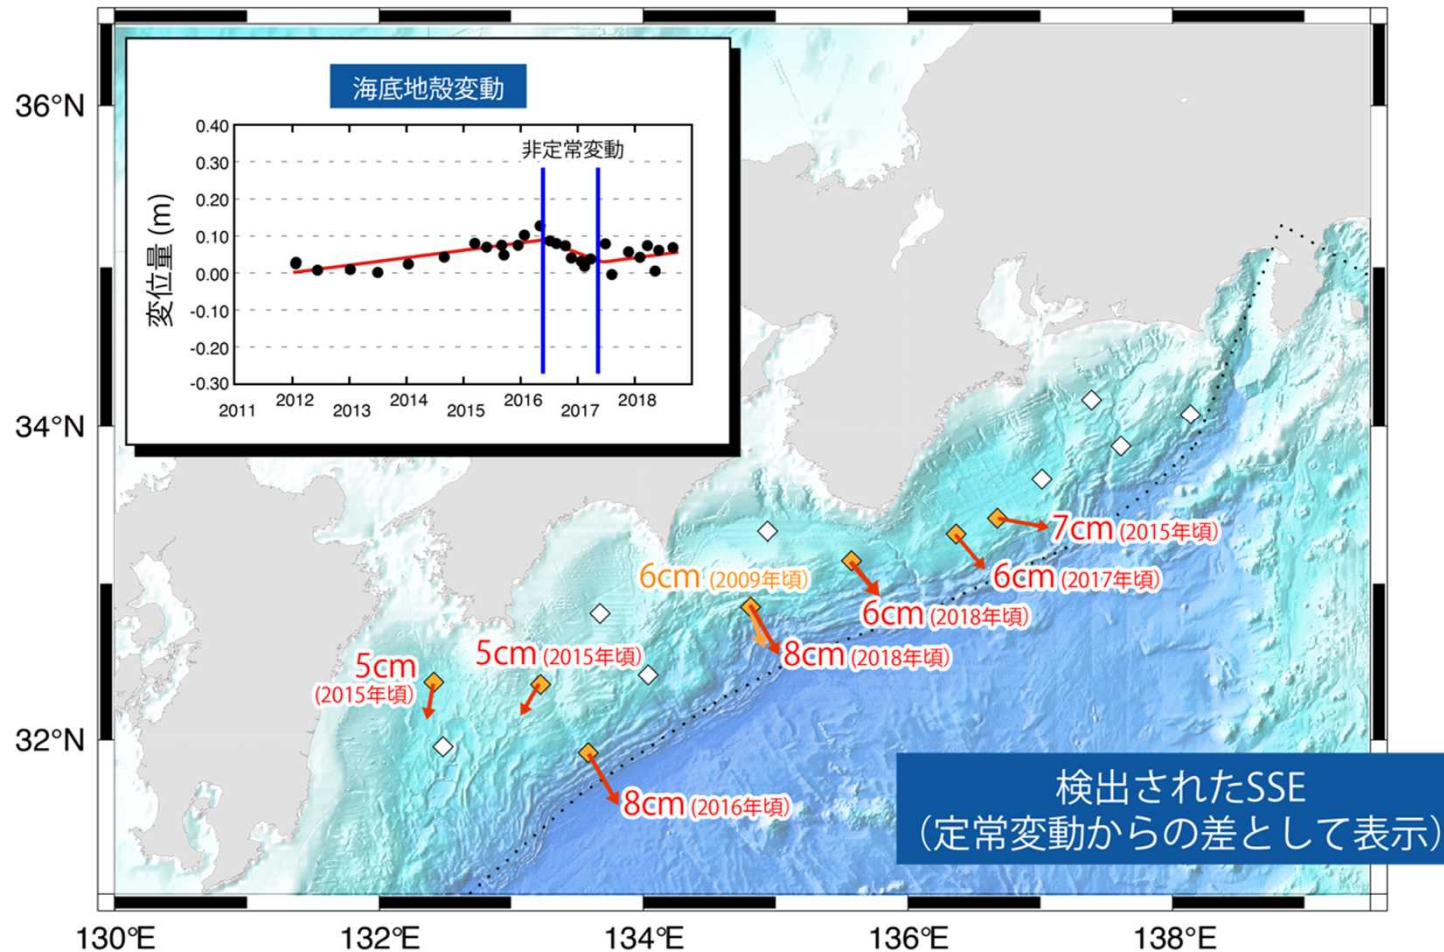 海底地殻変動
非定常変動
変位量 (m)
0.40
0.30
0.20
0.10
0.00
-0.10
-0.20
-0.30
2011
2012
2013
2014
2015
2016
2017
2018
36°N
34°N
32°N
130°E
132°E
134°E
136°E
138°E
7cm (2015年頃)
6cm (2017年頃)
6cm (2009年頃)
6cm (2018年頃)
8cm (2018年頃)
5cm (2015年頃)
5cm
(2015年頃)
8cm (2016年頃)
検出されたSSE
（定常変動からの差として表示）